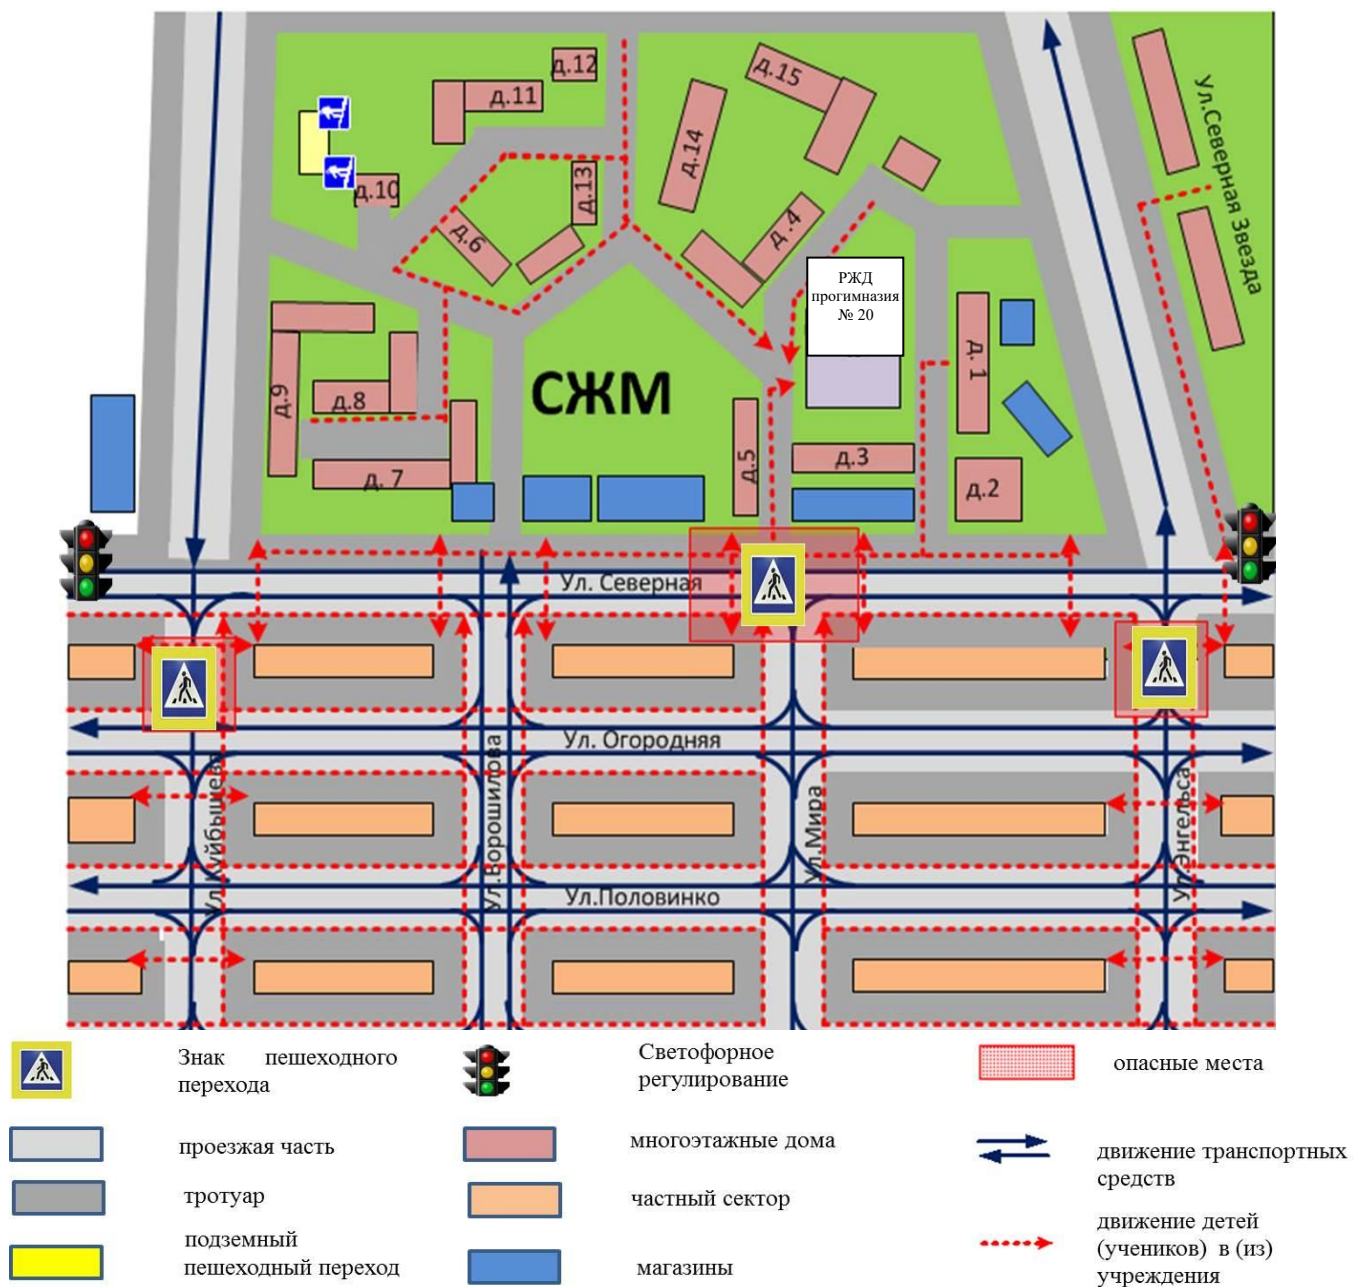 д.12
д.11
д.10
д.13
д.6
д.14
д.15
д.4
Ул.Северная Звезда
РЖД
прогимназия
№ 20
д. 1
д.9
д.8
д. 7
СЖМ
д.5
д.3
д.2
Ул. Северная
Ул. Огородняя
Ул.Куйбышева
Ул.Ворошилова
Ул.Мира
Ул.Энгельса
Ул.Половинко
Знак пешеходного
перехода
Светофорное
регулирование
опасные места
проезжая часть
многоэтажные дома
движение транспортных
средств
тротуар
частный сектор
подземный
пешеходный переход
магазины
движение детей
(учеников) в (из)
учреждения